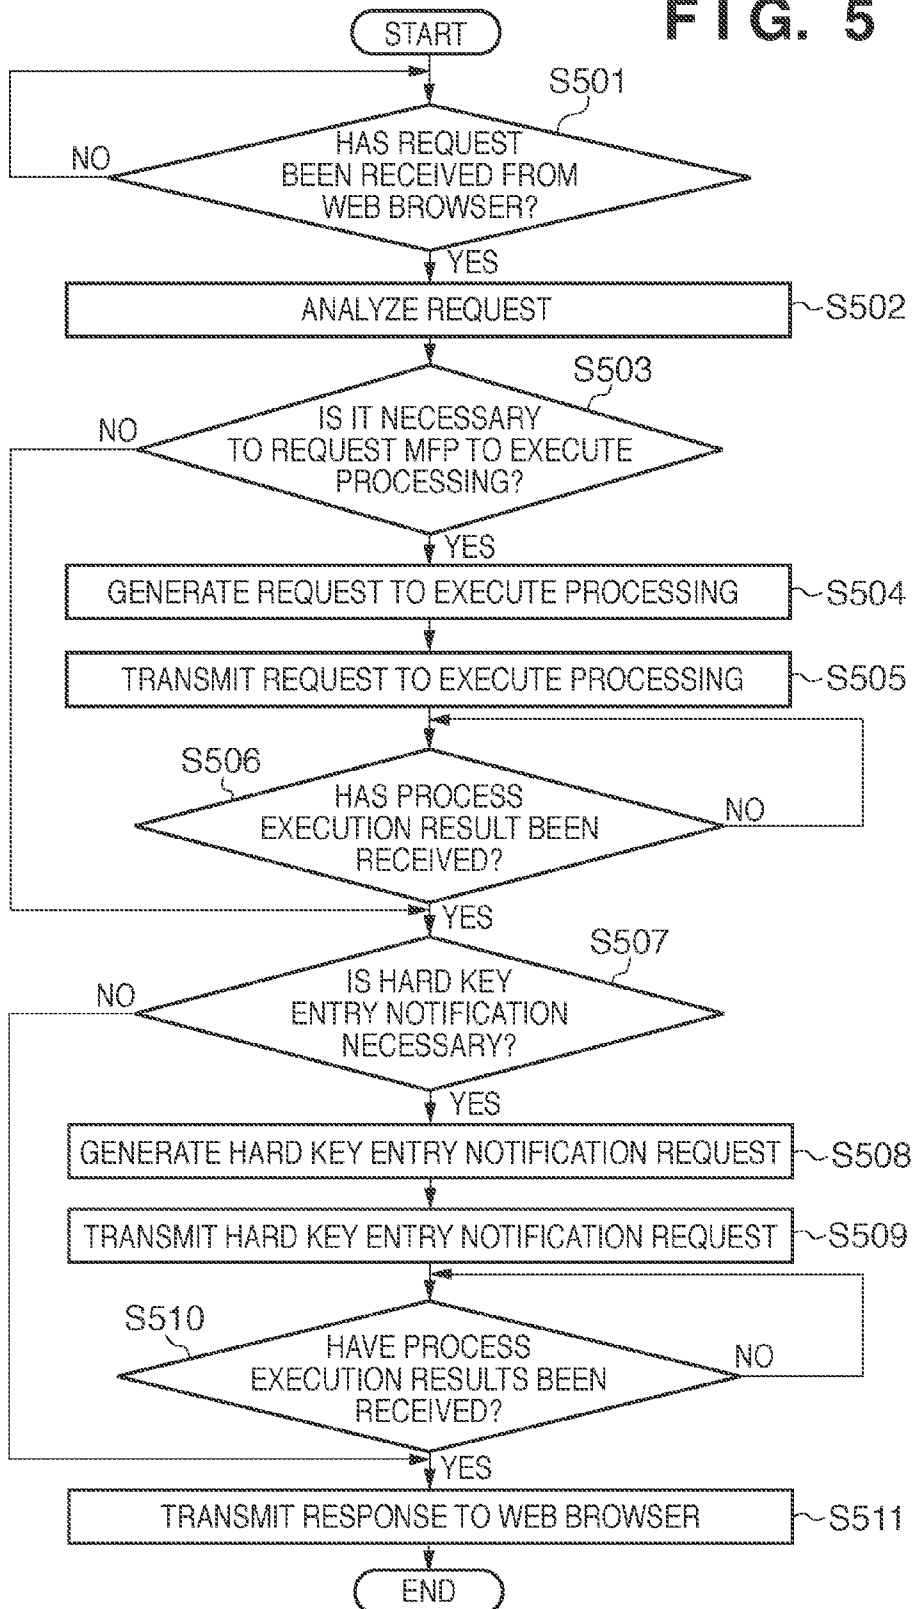 FIG. 5
START
S501
HAS REQUEST
BEEN RECEIVED FROM
WEB BROWSER?
NO
YES
ANALYZE REQUEST
S502
S503
IS IT NECESSARY
TO REQUEST MFP TO EXECUTE
PROCESSING?
NO
YES
GENERATE REQUEST TO EXECUTE PROCESSING
S504
TRANSMIT REQUEST TO EXECUTE PROCESSING
S505
S506
HAS PROCESS
EXECUTION RESULT BEEN
RECEIVED?
NO
YES
S507
IS HARD KEY
ENTRY NOTIFICATION
NECESSARY?
NO
YES
GENERATE HARD KEY ENTRY NOTIFICATION REQUEST
S508
TRANSMIT HARD KEY ENTRY NOTIFICATION REQUEST
S509
S510
HAVE PROCESS
EXECUTION RESULTS BEEN
RECEIVED?
NO
YES
TRANSMIT RESPONSE TO WEB BROWSER
S511
END